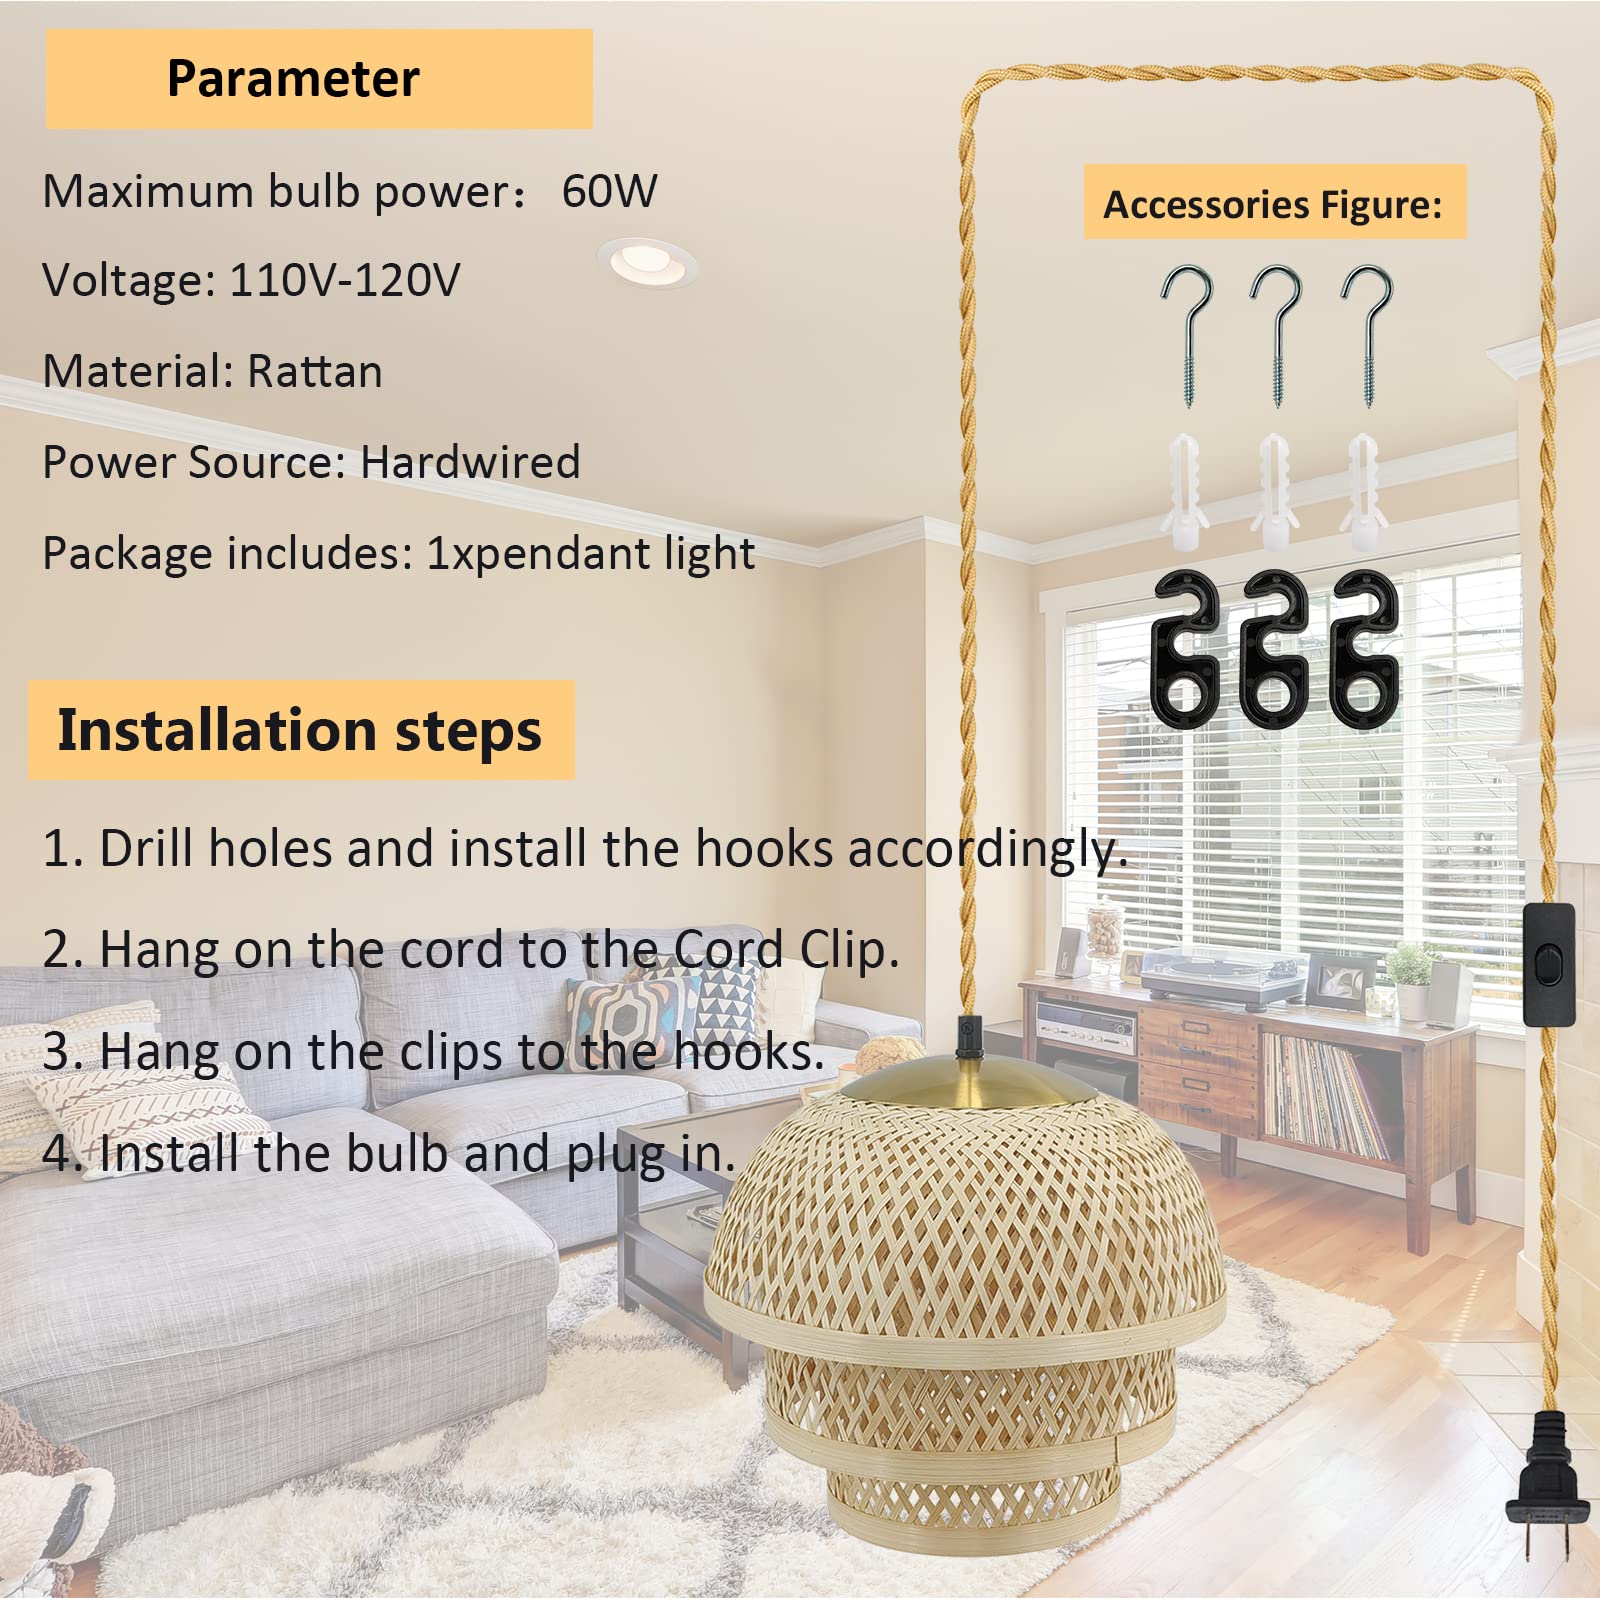 Parameter
Maximum bulb power： 60W
Voltage: 110V-120V
Material: Rattan
Power Source: Hardwired
Package includes: 1xpendant light
Accessories Figure:
Installation steps
1. Drill holes and install the hooks accordingly.
2. Hang on the cord to the Cord Clip.
3. Hang on the clips to the hooks.
4. Install the bulb and plug in.